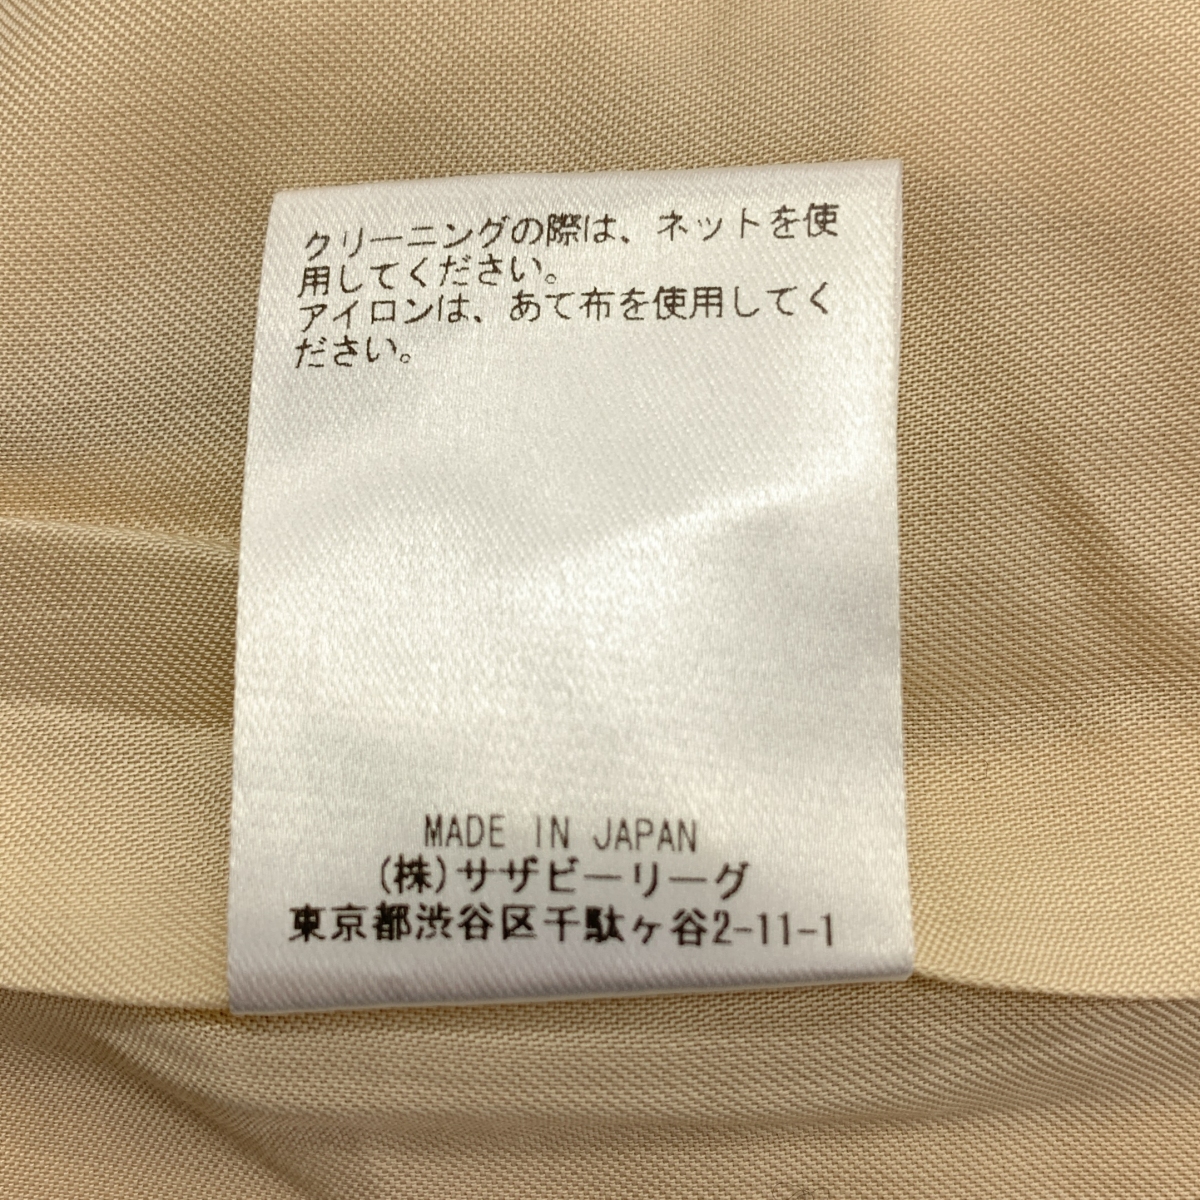 クリーニングの際は、ネットを使
用してください。
アイロンは、あて布を使用してく
ださい。
MADE IN JAPAN
(株)サザビーリーグ
東京都渋谷区千駄ヶ谷2-11-1